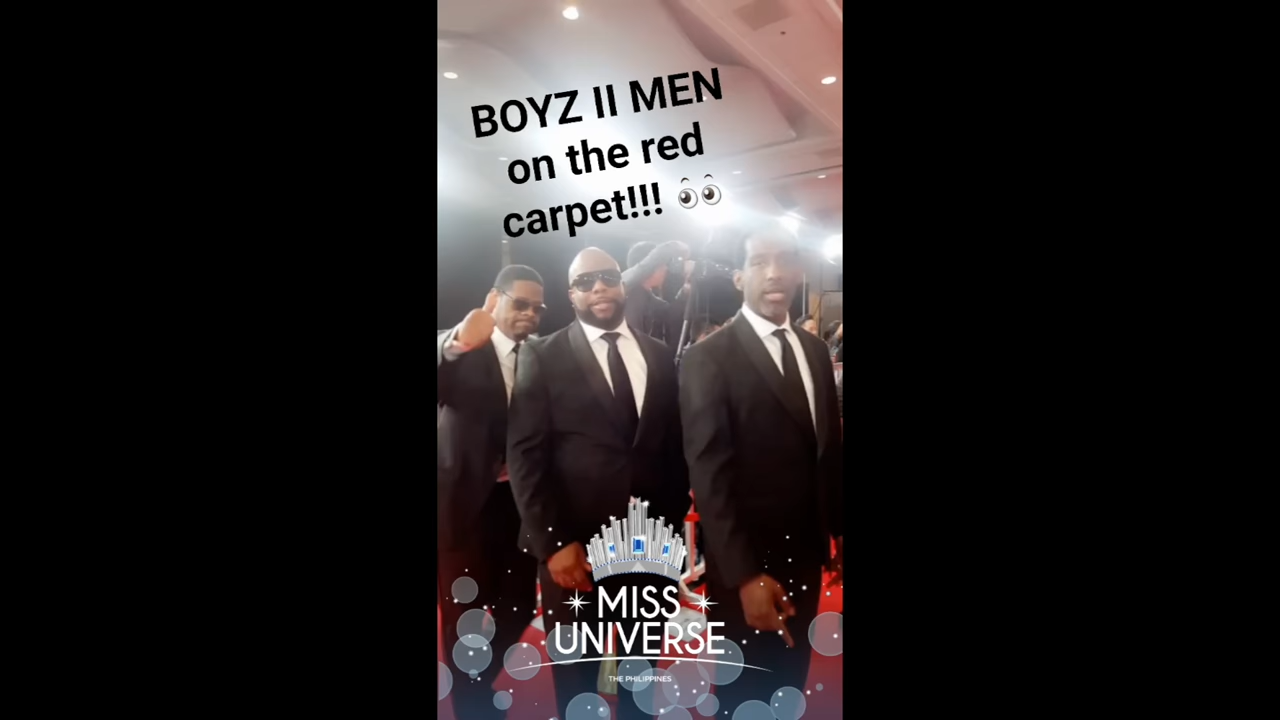 BOYZ II MEN
on the red
carpet!!! 👀
MISS
UNIVERSE
THE PHILIPPINES